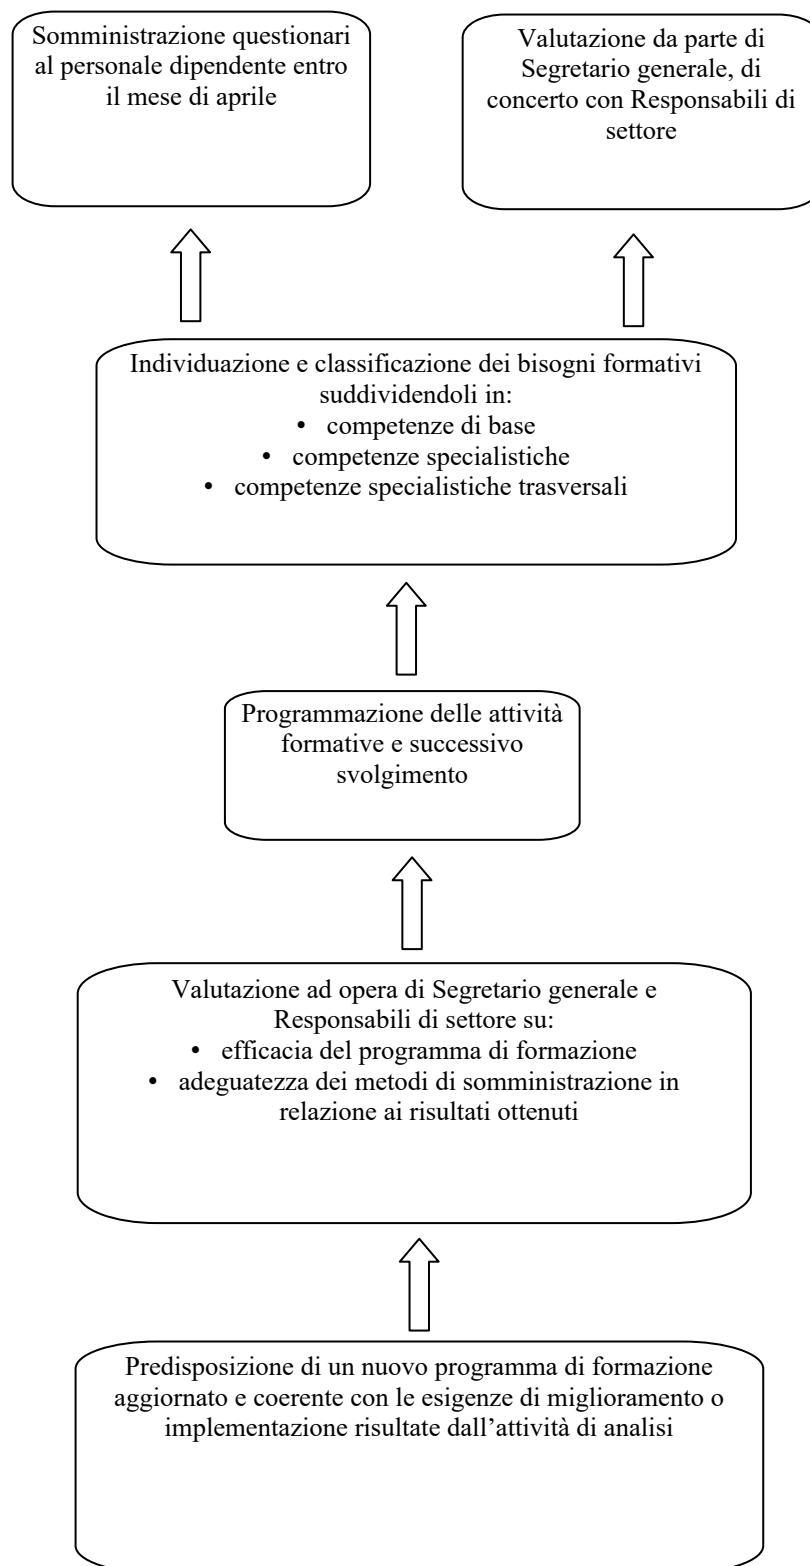 Somministrazione questionari
al personale dipendente entro
il mese di aprile
Valutazione da parte di
Segretario generale, di
concerto con Responsabili di
settore
Individuazione e classificazione dei bisogni formativi
suddividendoli in:
• competenze di base
• competenze specialistiche
• competenze specialistiche trasversali
Programmazione delle attività
formative e successivo
svolgimento
Valutazione ad opera di Segretario generale e
Responsabili di settore su:
• efficacia del programma di formazione
• adeguatezza dei metodi di somministrazione in
relazione ai risultati ottenuti
Predisposizione di un nuovo programma di formazione
aggiornato e coerente con le esigenze di miglioramento o
implementazione risultate dall’attività di analisi